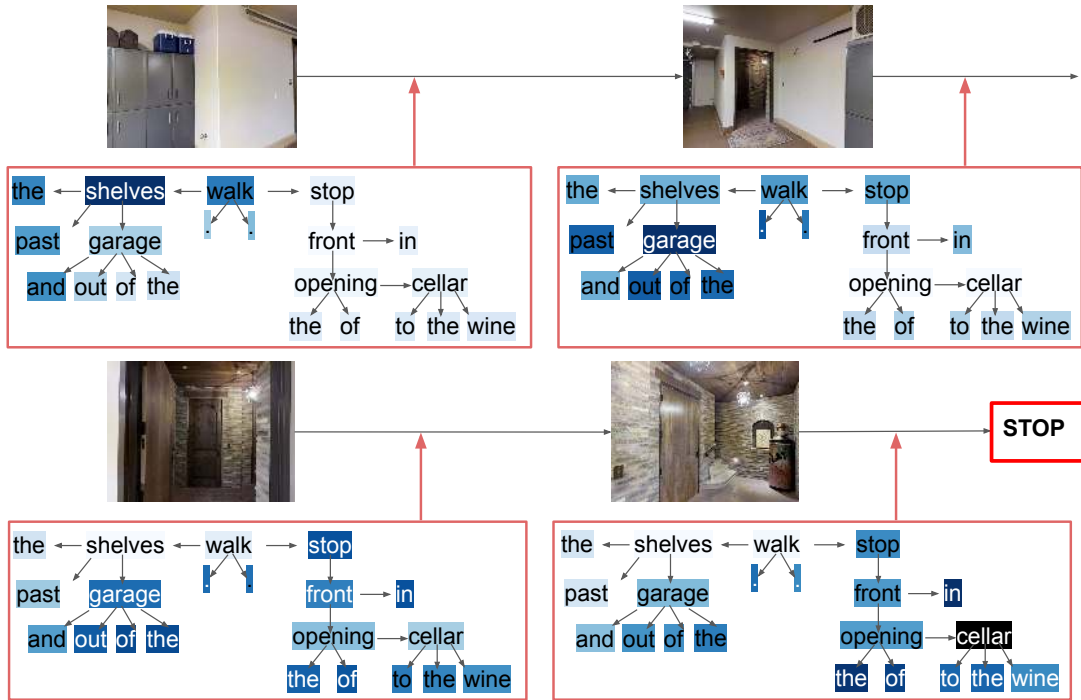 the shelves walk stop
. .
past garage front in
and out of the opening cellar
the of to the wine
the shelves walk stop
. .
past garage front in
and out of the opening cellar
the of to the wine
STOP
the shelves walk stop
. .
past garage front in
and out of the opening cellar
the of to the wine
the shelves walk stop
. .
past garage front in
and out of the opening cellar
the of to the wine